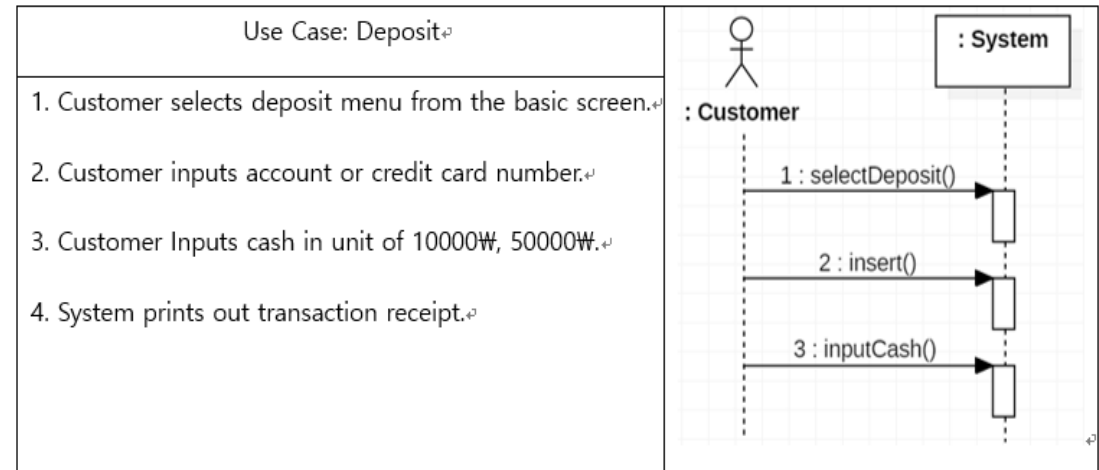 Use Case: Deposit↵
1. Customer selects deposit menu from the basic screen.↵
2. Customer inputs account or credit card number.↵
3. Customer Inputs cash in unit of 10000₩, 50000₩.↵
4. System prints out transaction receipt.↵
: System
: Customer
1 : selectDeposit()
2 : insert()
3 : inputCash()
↵